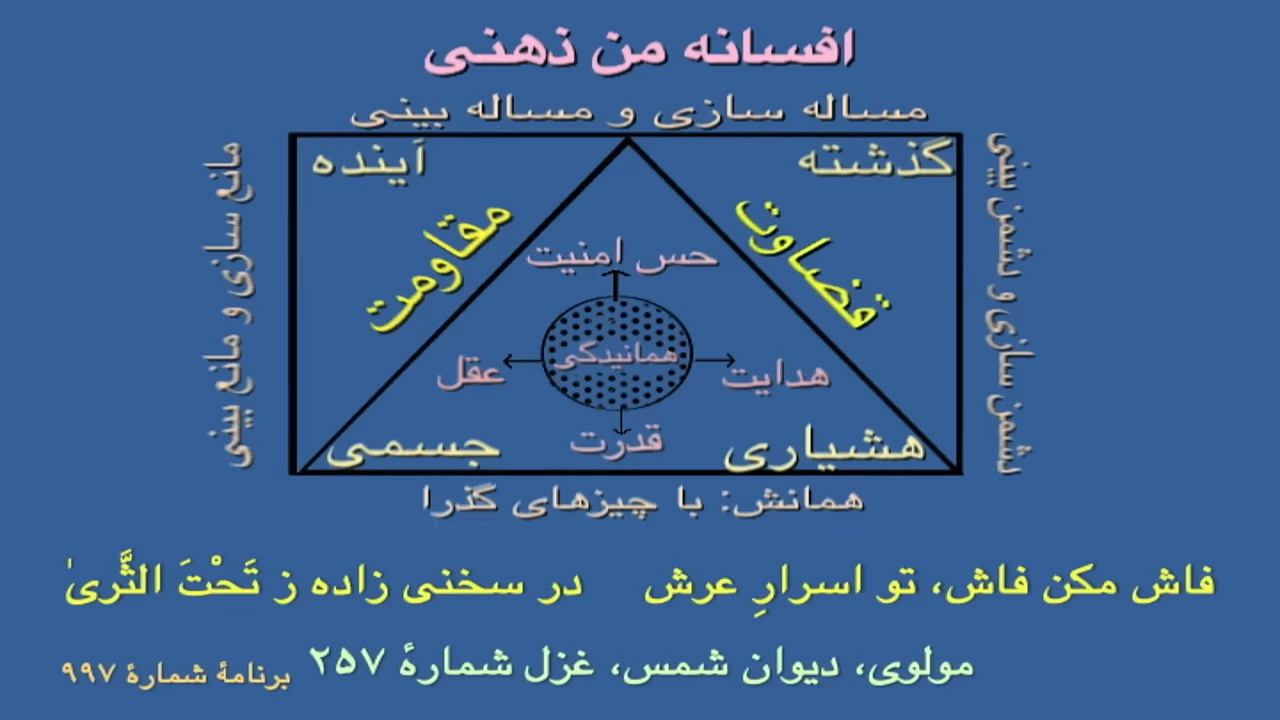 افسانه من ذهنی
مساله سازی و مساله بینی
دشمن سازی و دشمن بینی
گذشته
آینده
مانع سازی و مانع بینی
قضاوت
مقاومت
حس امنیت
همانیدگی
هدایت
عقل
قدرت
هشیاری
جسمی
همانش: با چیزهای گذرا
فاش مکن فاش، تو اسرارِ عرش در سخنی زاده ز تَحْتَ الثَّریٰ
مولوی، دیوان شمس، غزل شمارهٔ ۲۵۷
برنامهٔ شمارهٔ ۹۹۷